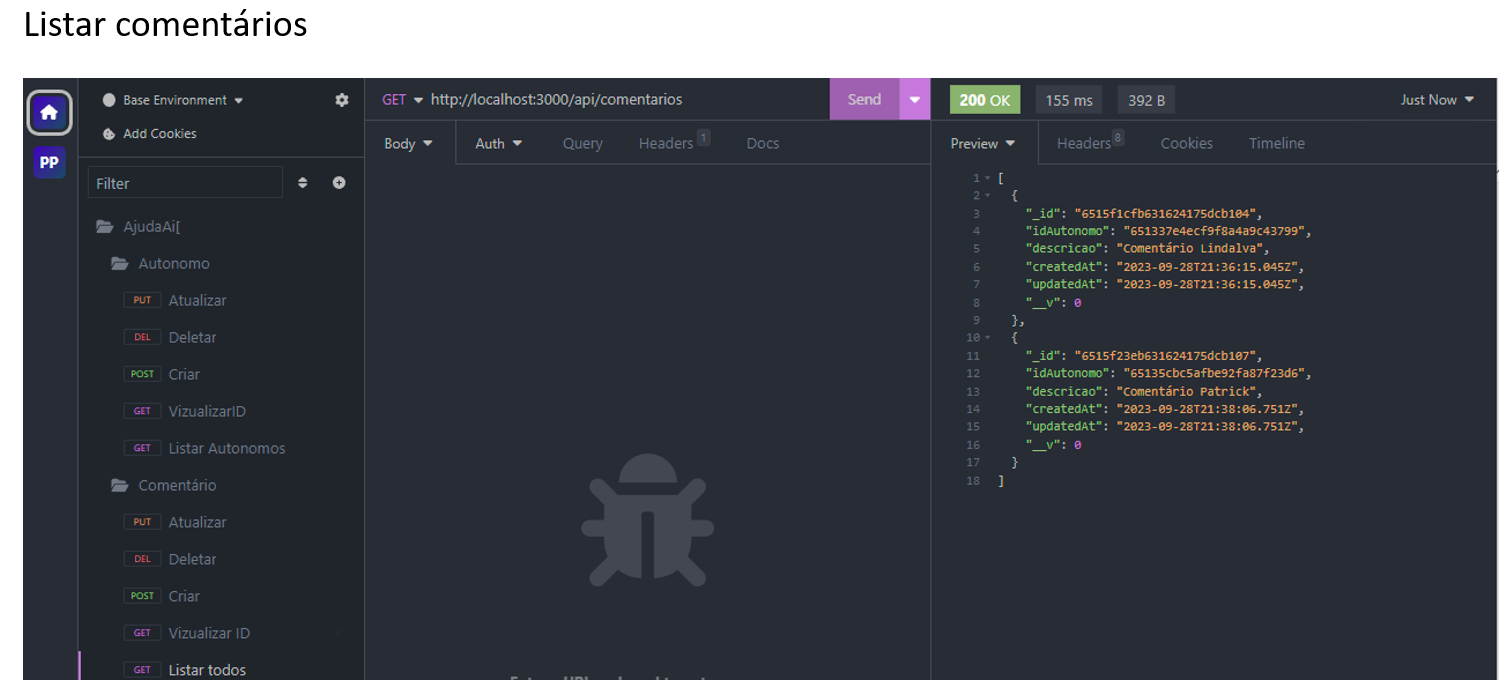 Listar comentários
PP
Base Environment
Add Cookies
Filter
AjudaAi[
Autonomo
PUT Atualizar
DEL Deletar
POST Criar
GET VizualizarID
GET Listar Autonomos
Comentário
PUT Atualizar
DEL Deletar
POST Criar
GET Vizualizar ID
GET Listar todos
GET http://localhost:3000/api/comentarios Send
Body Auth Query Headers 1 Docs
200 OK 155 ms 392 B Just Now
Preview Headers 8 Cookies Timeline
1 [
2 {
3 "_id": "6515f1cfb631624175dcb104",
4 "idAutonomo": "651337e4ecf9f8a4a9c43799",
5 "descricao": "Comentário Lindalva",
6 "createdAt": "2023-09-28T21:36:15.045Z",
7 "updatedAt": "2023-09-28T21:36:15.045Z",
8 "__v": 0
9 },
10 {
11 "_id": "6515f23eb631624175dcb107",
12 "idAutonomo": "65135cbc5afbe92fa87f23d6",
13 "descricao": "Comentário Patrick",
14 "createdAt": "2023-09-28T21:38:06.751Z",
15 "updatedAt": "2023-09-28T21:38:06.751Z",
16 "__v": 0
17 }
18 ]